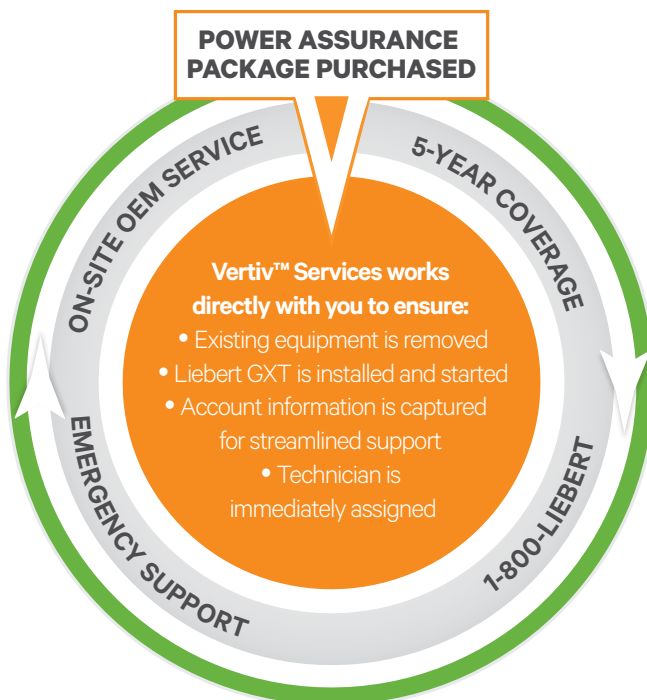 POWER ASSURANCE
PACKAGE PURCHASED
ON-SITE OEM SERVICE
5-YEAR COVERAGE
Vertiv™ Services works
directly with you to ensure:
• Existing equipment is removed
• Liebert GXT is installed and started
• Account information is captured
for streamlined support
• Technician is
immediately assigned
EMERGENCY SUPPORT
1-800-LIEBERT